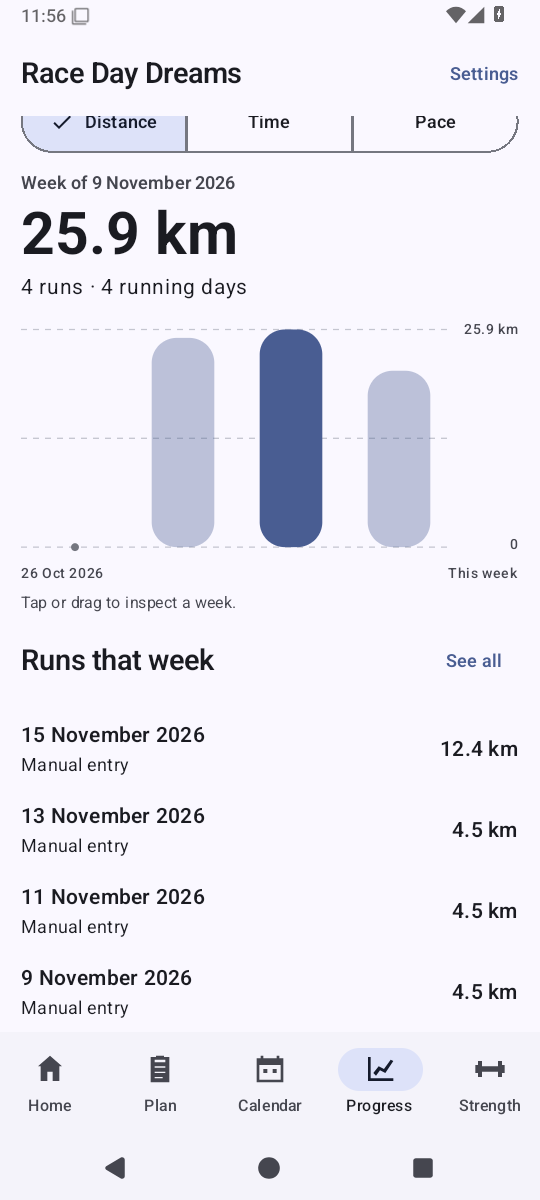 11:56
Race Day Dreams
Settings
Distance
Time
Pace
Week of 9 November 2026
25.9 km
4 runs · 4 running days
25.9 km
0
26 Oct 2026
This week
Tap or drag to inspect a week.
Runs that week
See all
15 November 2026
Manual entry
12.4 km
13 November 2026
Manual entry
4.5 km
11 November 2026
Manual entry
4.5 km
9 November 2026
Manual entry
4.5 km
Home
Plan
Calendar
Progress
Strength